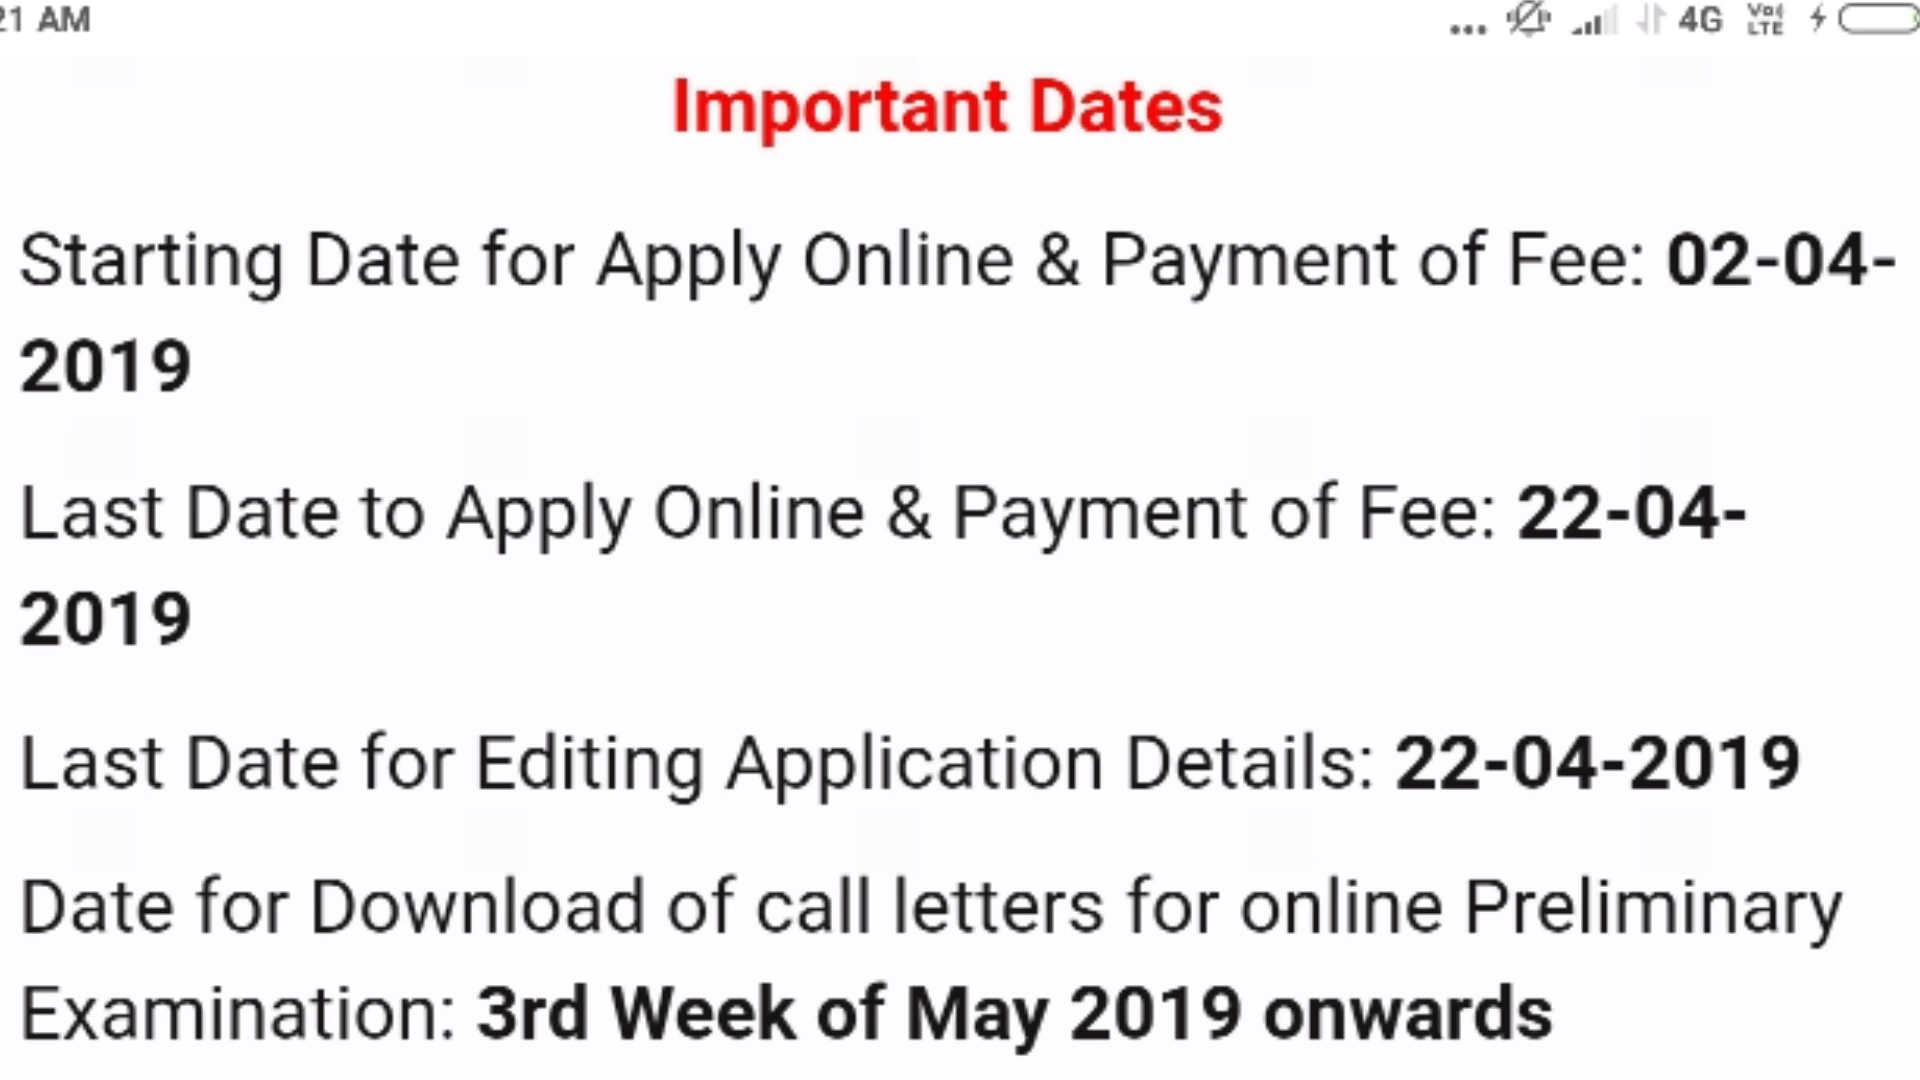 21 AM
... 4G Vo) LTE
Important Dates
Starting Date for Apply Online & Payment of Fee: 02-04-
2019
Last Date to Apply Online & Payment of Fee: 22-04-
2019
Last Date for Editing Application Details: 22-04-2019
Date for Download of call letters for online Preliminary
Examination: 3rd Week of May 2019 onwards